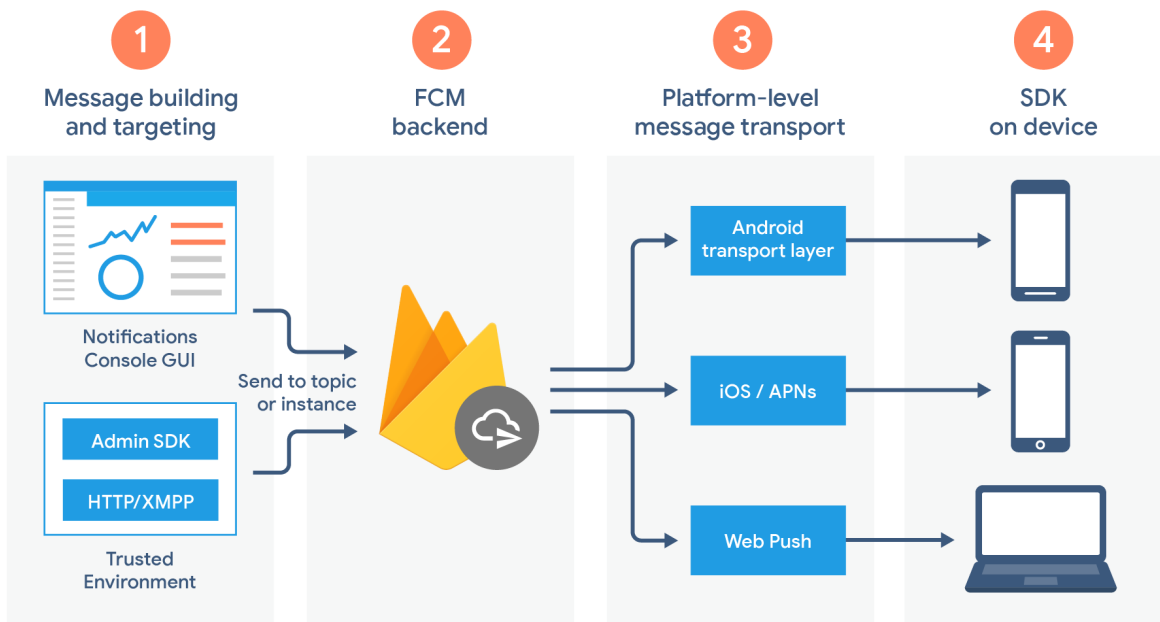 1
Message building
and targeting
2
FCM
backend
3
Platform-level
message transport
4
SDK
on device
Notifications
Console GUI
Send to topic
or instance
Admin SDK
HTTP/XMPP
Trusted
Environment
Android
transport layer
iOS / APNs
Web Push